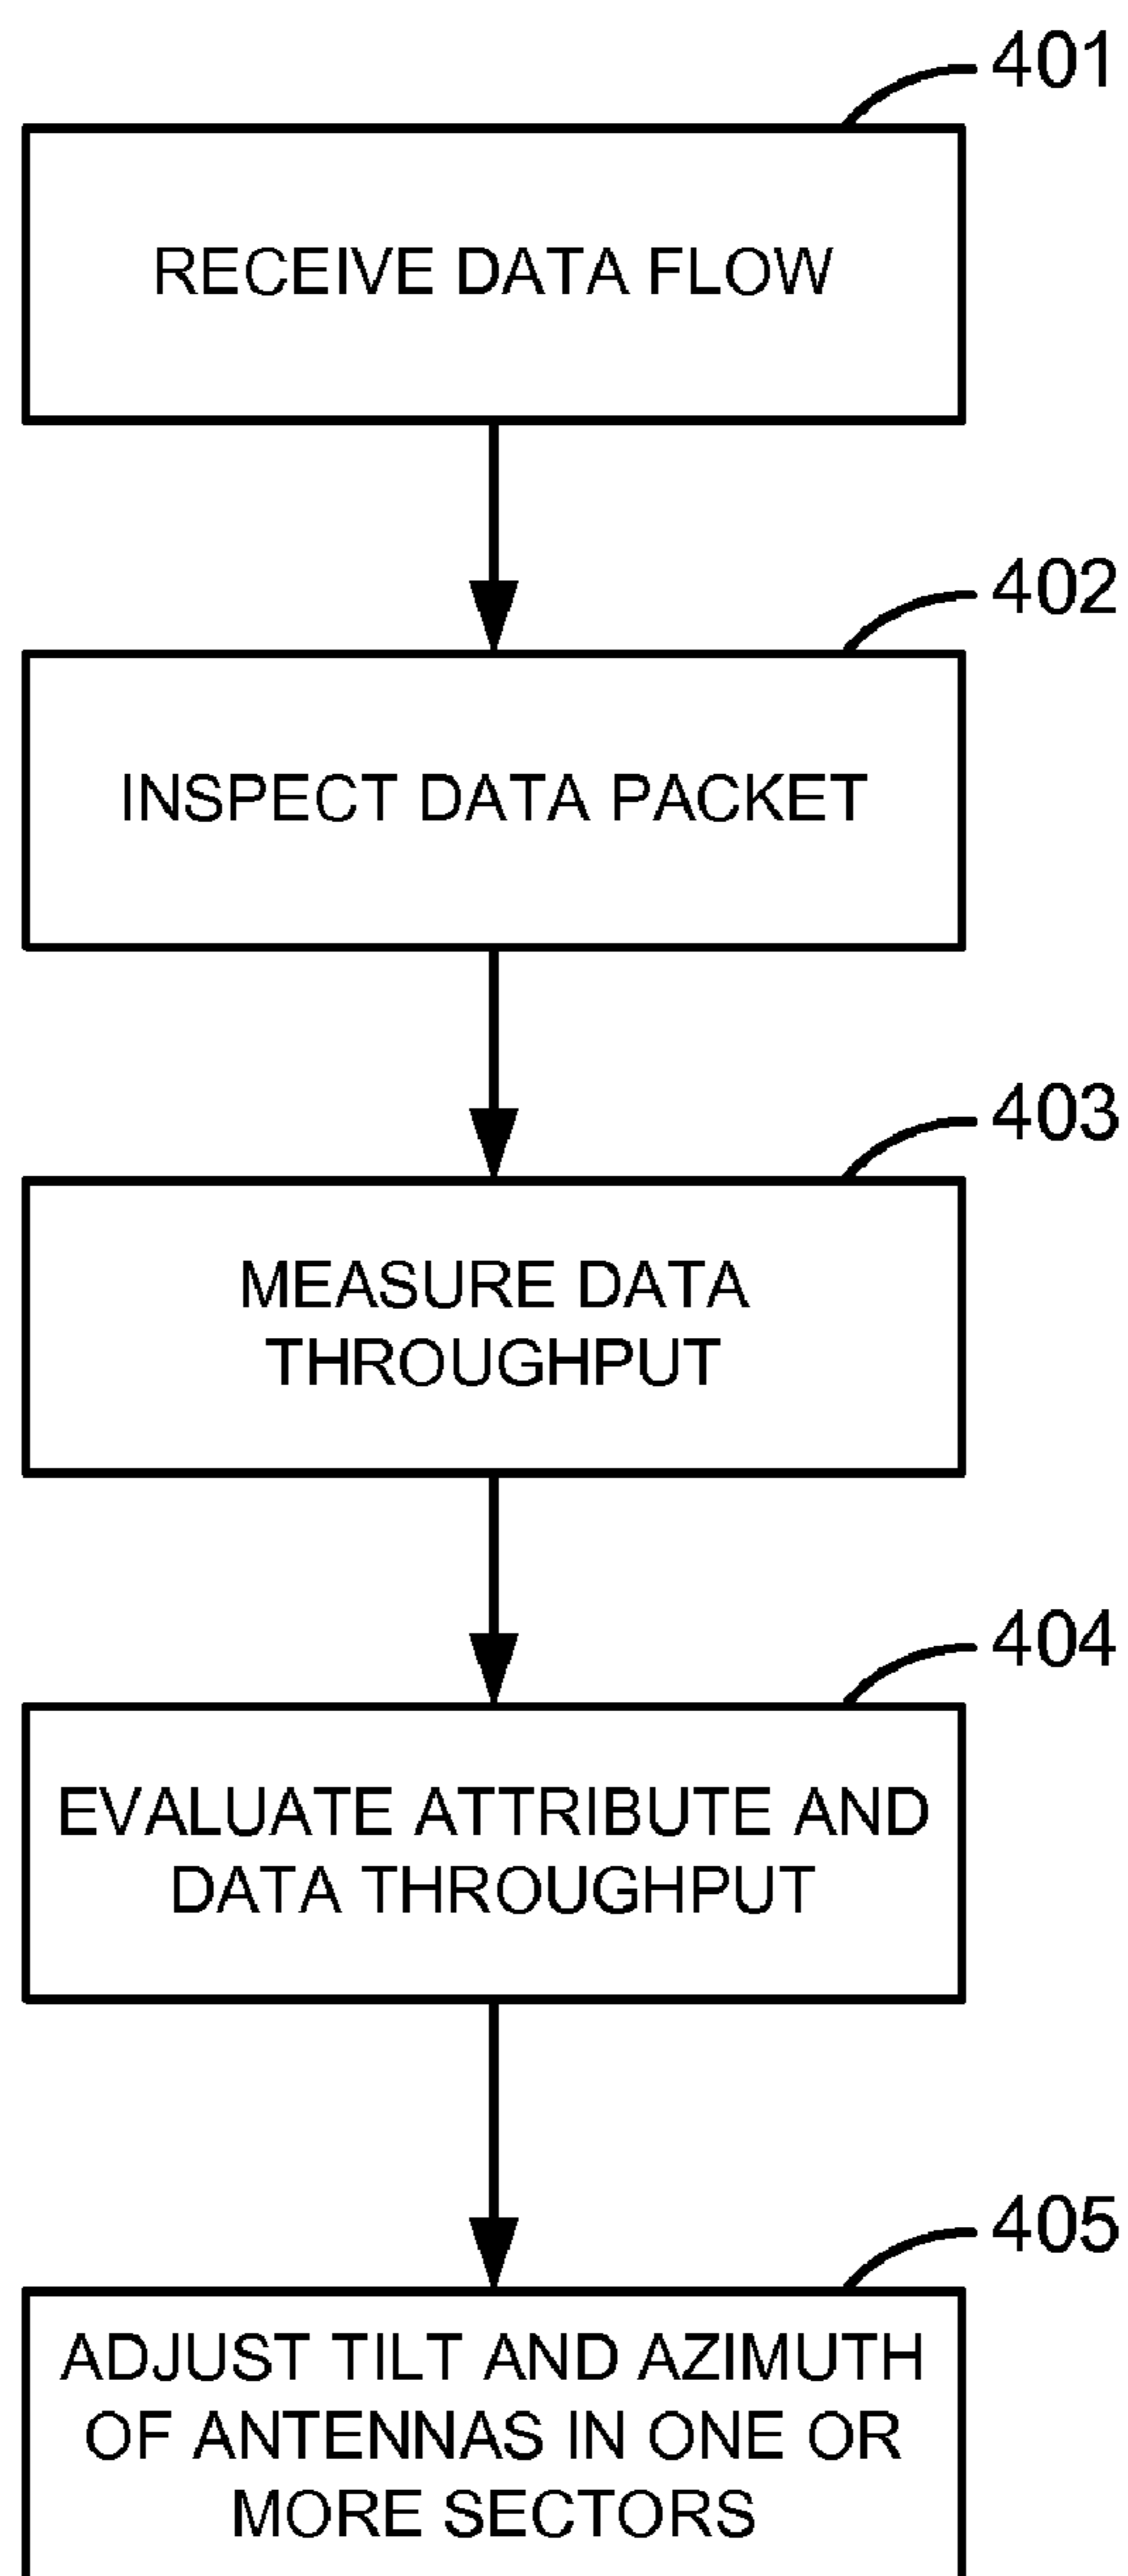 401
RECEIVE DATA FLOW
402
INSPECT DATA PACKET
403
MEASURE DATA
THROUGHPUT
404
EVALUATE ATTRIBUTE AND
DATA THROUGHPUT
405
ADJUST TILT AND AZIMUTH
OF ANTENNAS IN ONE OR
MORE SECTORS